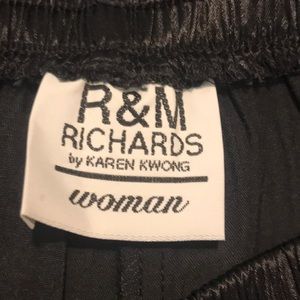 R&M
RICHARDS
by KAREN KWONG
woman